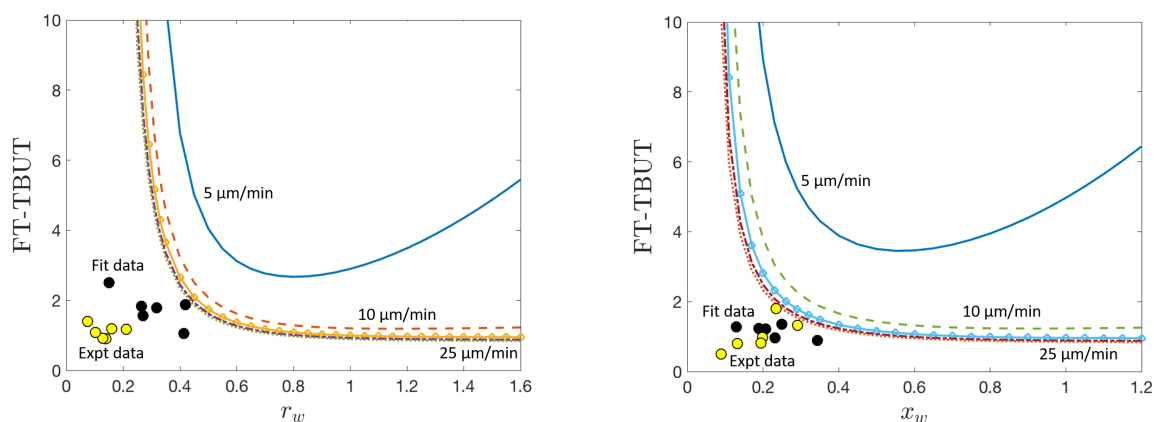 FT-TBUT
10
8
6
4
2
0
5 µm/min
Fit data
10 µm/min
Expt data
25 µm/min
0 0.2 0.4 0.6 0.8 1 1.2 1.4 1.6
r_w
FT-TBUT
10
8
6
4
2
0
5 µm/min
Fit data
10 µm/min
Expt data
25 µm/min
0 0.2 0.4 0.6 0.8 1 1.2
x_w